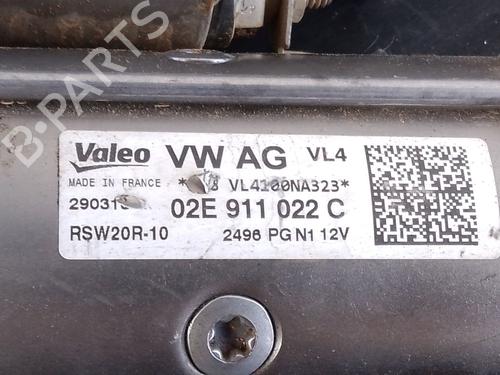 B-PARTS
Valeo VW AG VL4
MADE IN FRANCE VL4100NA323*
02E 911 022 C
RSW20R-10 2496 PG N1 12V